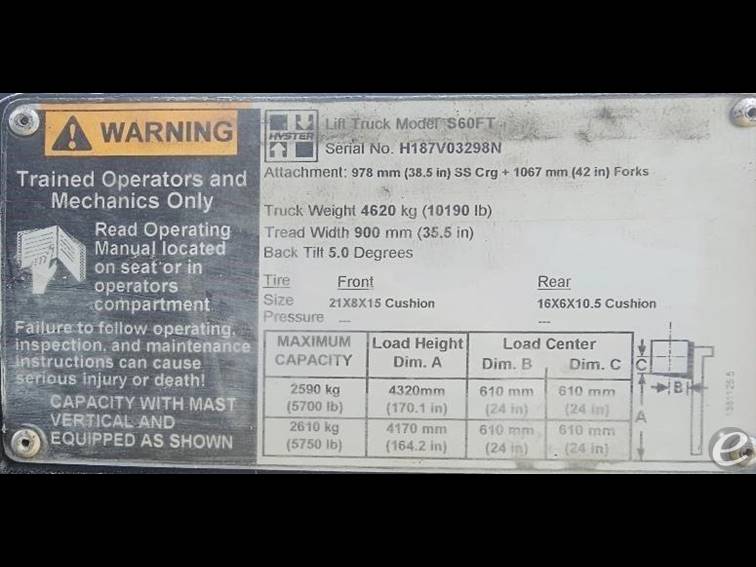 WARNING
Trained Operators and
Mechanics Only
Read Operating
Manual located
on seat or in
operators
compartment
Failure to follow operating,
inspection, and maintenance
instructions can cause
serious injury or death!
CAPACITY WITH MAST
VERTICAL AND
EQUIPPED AS SHOWN
HYSTER
Lift Truck Model S60FT
Serial No. H187V03298N
Attachment: 978 mm (38.5 in) SS Crg + 1067 mm (42 in) Forks
Truck Weight 4620 kg (10190 lb)
Tread Width 900 mm (35.5 in)
Back Tilt 5.0 Degrees
Tire Front Rear
Size 21X8X15 Cushion 16X6X10.5 Cushion
Pressure --- ---
MAXIMUM Load Height Load Center
CAPACITY Dim. A Dim. B Dim. C
2590 kg 4320mm 610 mm 610 mm
(5700 lb) (170.1 in) (24 in) (24 in)
2610 kg 4170 mm 610 mm 610 mm
(5750 lb) (164.2 in) (24 in) (24 in)
C
B
A
e